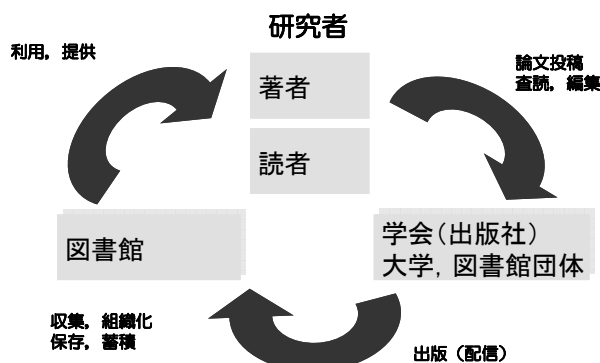 研究者
利用，提供
論文投稿
査読，編集
著者
読者
図書館
学会（出版社）
大学，図書館団体
収集，組織化
保存，蓄積
出版（配信）